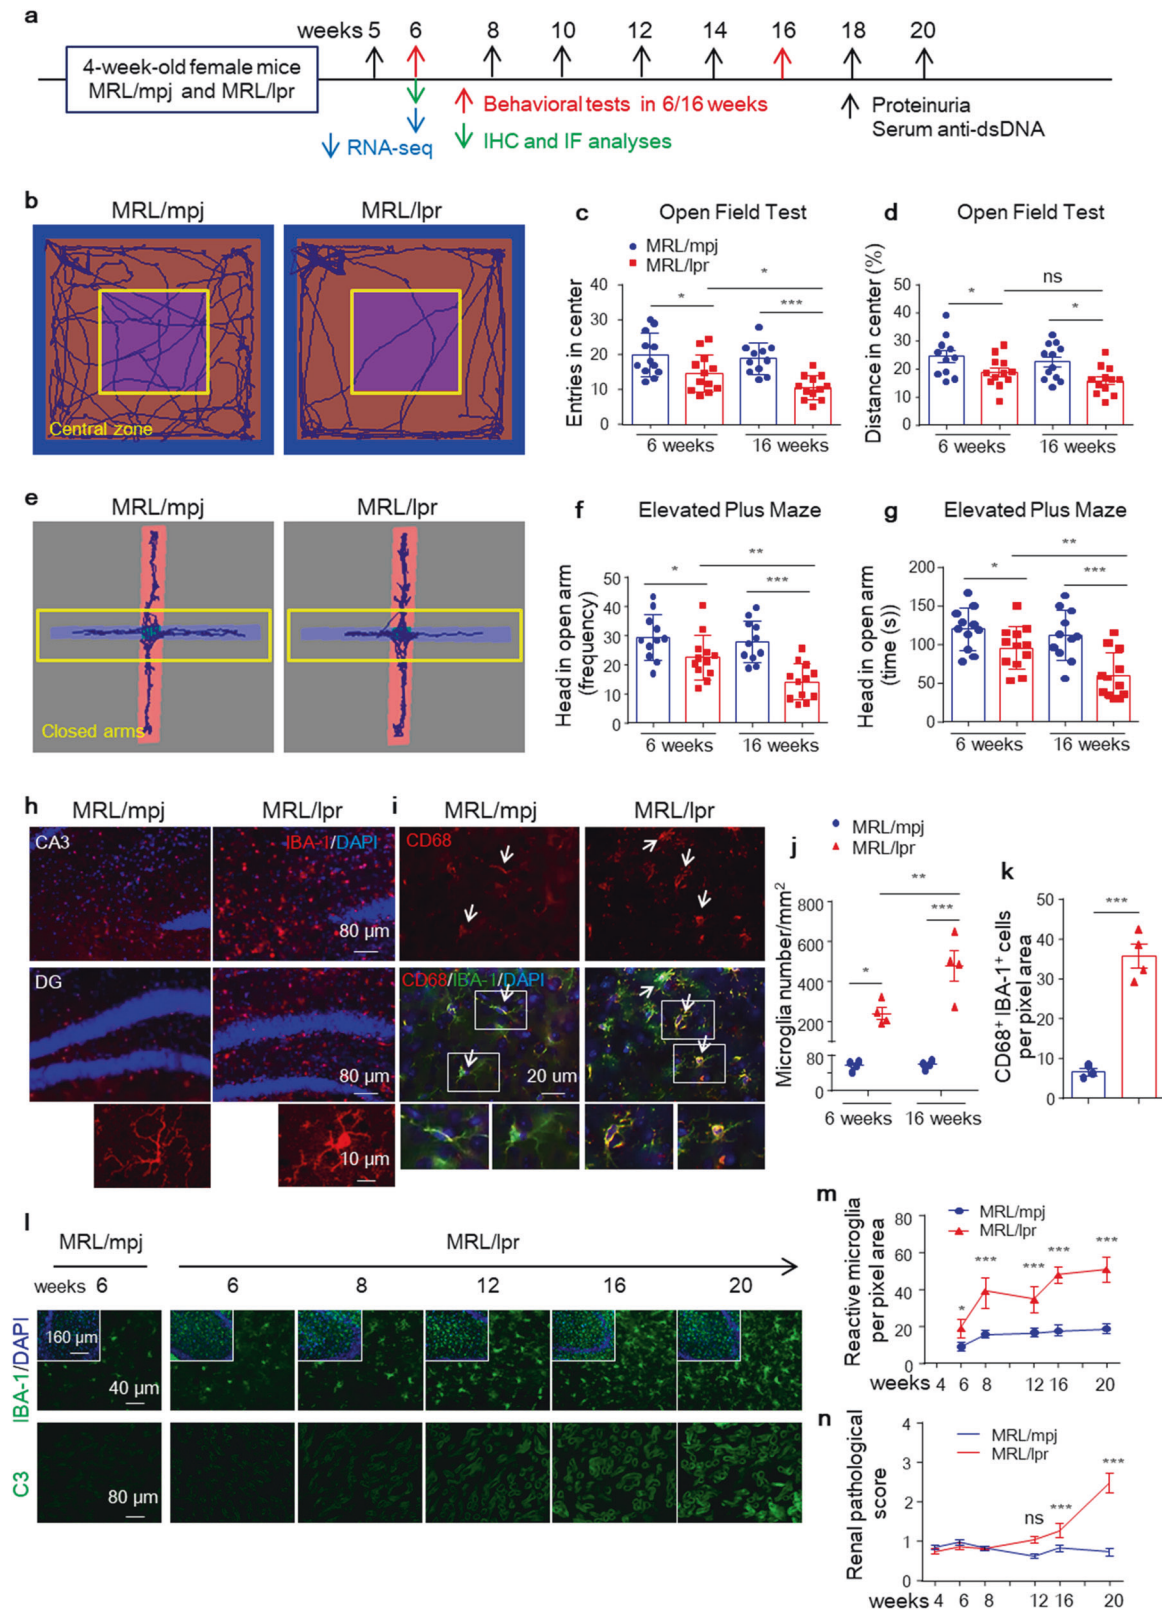 a
weeks 5 6 8 10 12 14 16 18 20
4-week-old female mice
MRL/mpj and MRL/lpr
Behavioral tests in 6/16 weeks
Proteinuria
Serum anti-dsDNA
RNA-seq
IHC and IF analyses
b
MRL/mpj
MRL/lpr
Central zone
c
Open Field Test
MRL/mpj
MRL/lpr
Entries in center
40
30
20
10
0
*
*
***
6 weeks
16 weeks
d
Open Field Test
Distance in center (%)
50
40
30
20
10
0
*
ns
*
6 weeks
16 weeks
e
MRL/mpj
MRL/lpr
Closed arms
f
Elevated Plus Maze
Head in open arm
(frequency)
50
40
30
20
10
0
*
**
***
6 weeks
16 weeks
g
Elevated Plus Maze
Head in open arm
(time (s))
200
150
100
50
0
*
**
***
6 weeks
16 weeks
h
MRL/mpj
MRL/lpr
CA3
IBA-1/DAPI
80 µm
DG
80 µm
10 µm
i
MRL/mpj
MRL/lpr
CD68
CD68/IBA-1/DAPI
20 um
j
MRL/mpj
MRL/lpr
Microglia number/mm²
800
600
400
200
80
0
*
**
***
6 weeks
16 weeks
k
CD68⁺ IBA-1⁺ cells
per pixel area
50
40
30
20
10
0
***
l
MRL/mpj
MRL/lpr
weeks 6 6 8 12 16 20
IBA-1/DAPI
160 µm
40 µm
C3
80 µm
m
MRL/mpj
MRL/lpr
Reactive microglia
per pixel area
80
60
40
20
0
*
***
***
***
***
weeks 4 6 8 12 16 20
n
MRL/mpj
MRL/lpr
Renal pathological
score
4
3
2
1
0
ns
***
***
weeks 4 6 8 12 16 20